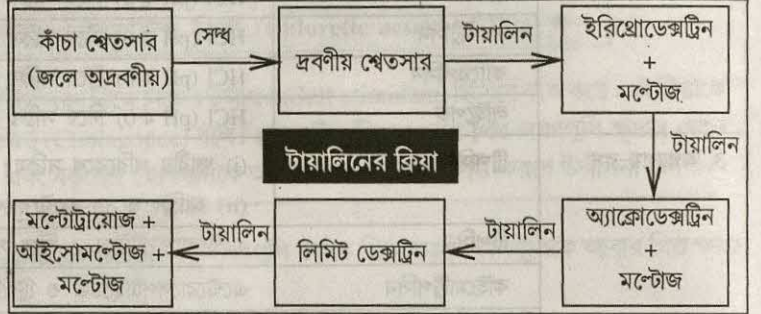 কাঁচা শ্বেতসার
(জলে অদ্রবণীয়)
সেদ্ধ
দ্রবণীয় শ্বেতসার
টায়ালিন
ইরিথ্রোডেক্সট্রিন
+
মল্টোজ
টায়ালিন
অ্যাক্রোডেক্সট্রিন
+
মল্টোজ
টায়ালিন
লিমিট ডেক্সট্রিন
টায়ালিন
মল্টোট্রায়োজ +
আইসোমল্টোজ +
মল্টোজ
টায়ালিনের ক্রিয়া